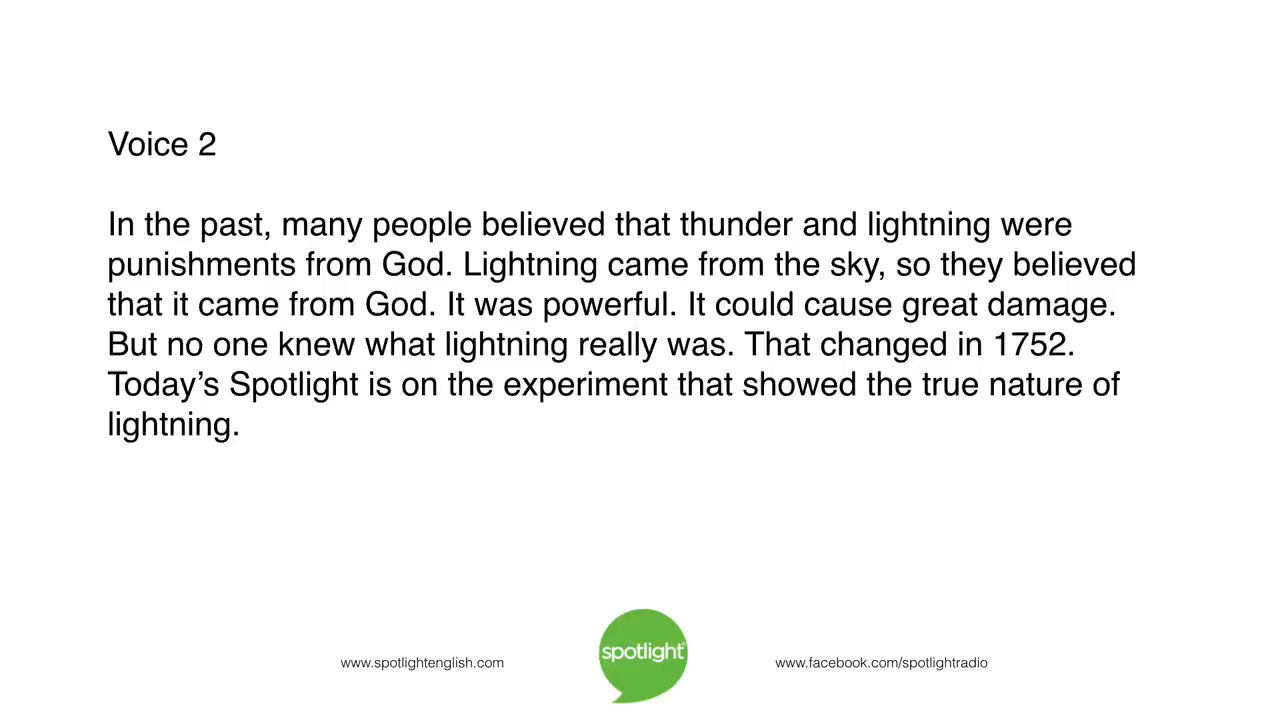 Voice 2
In the past, many people believed that thunder and lightning were
punishments from God. Lightning came from the sky, so they believed
that it came from God. It was powerful. It could cause great damage.
But no one knew what lightning really was. That changed in 1752.
Today’s Spotlight is on the experiment that showed the true nature of
lightning.
www.spotlightenglish.com
spotlight
www.facebook.com/spotlightradio